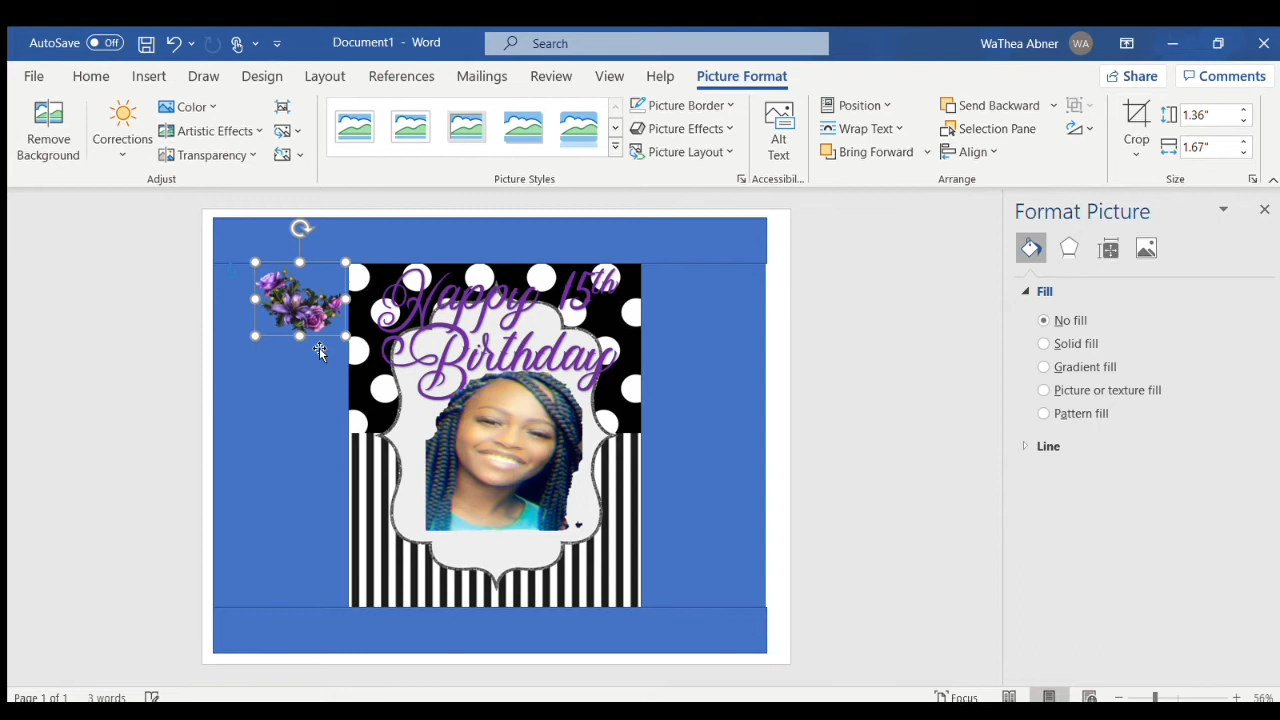 AutoSave Off Document1 - Word Search WaThea Abner WA
File Home Insert Draw Design Layout References Mailings Review View Help Picture Format Share Comments
Remove Background
Corrections
Color
Artistic Effects
Transparency
Adjust
Picture Styles
Picture Border
Picture Effects
Picture Layout
Alt Text
Accessibil...
Position
Wrap Text
Bring Forward
Send Backward
Selection Pane
Align
Arrange
Crop
1.36"
1.67"
Size
Happy 15th
Birthday
Format Picture
Fill
No fill
Solid fill
Gradient fill
Picture or texture fill
Pattern fill
Line
Page 1 of 1 3 words Focus 56%